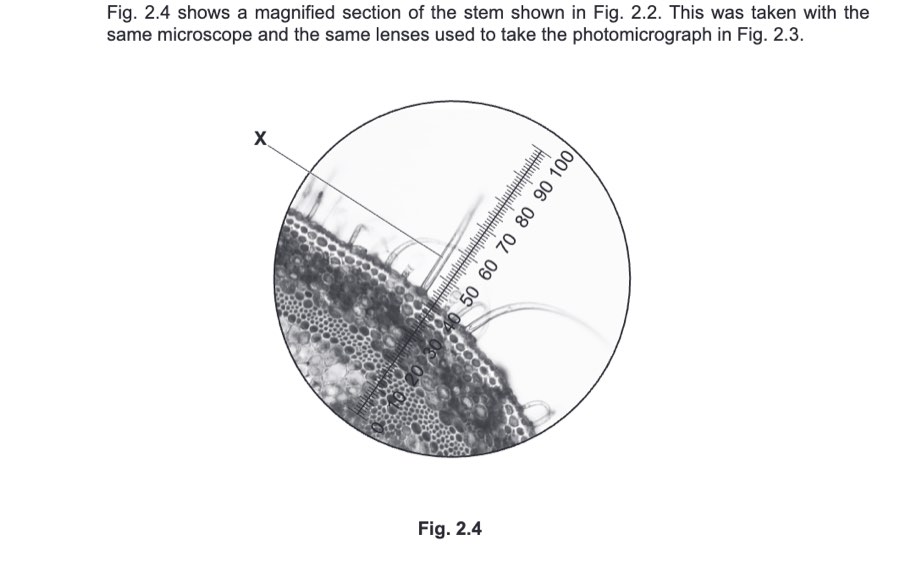 Fig. 2.4 shows a magnified section of the stem shown in Fig. 2.2. This was taken with the
same microscope and the same lenses used to take the photomicrograph in Fig. 2.3.
X
0 10 20 30 40 50 60 70 80 90 100
Fig. 2.4